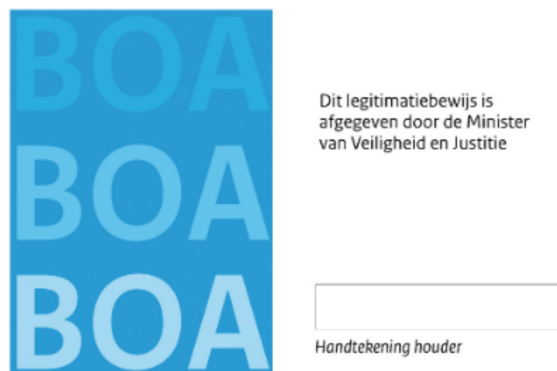 BOA
BOA
BOA
Dit legitimatiebewijs is
afgegeven door de Minister
van Veiligheid en Justitie
Handtekening houder